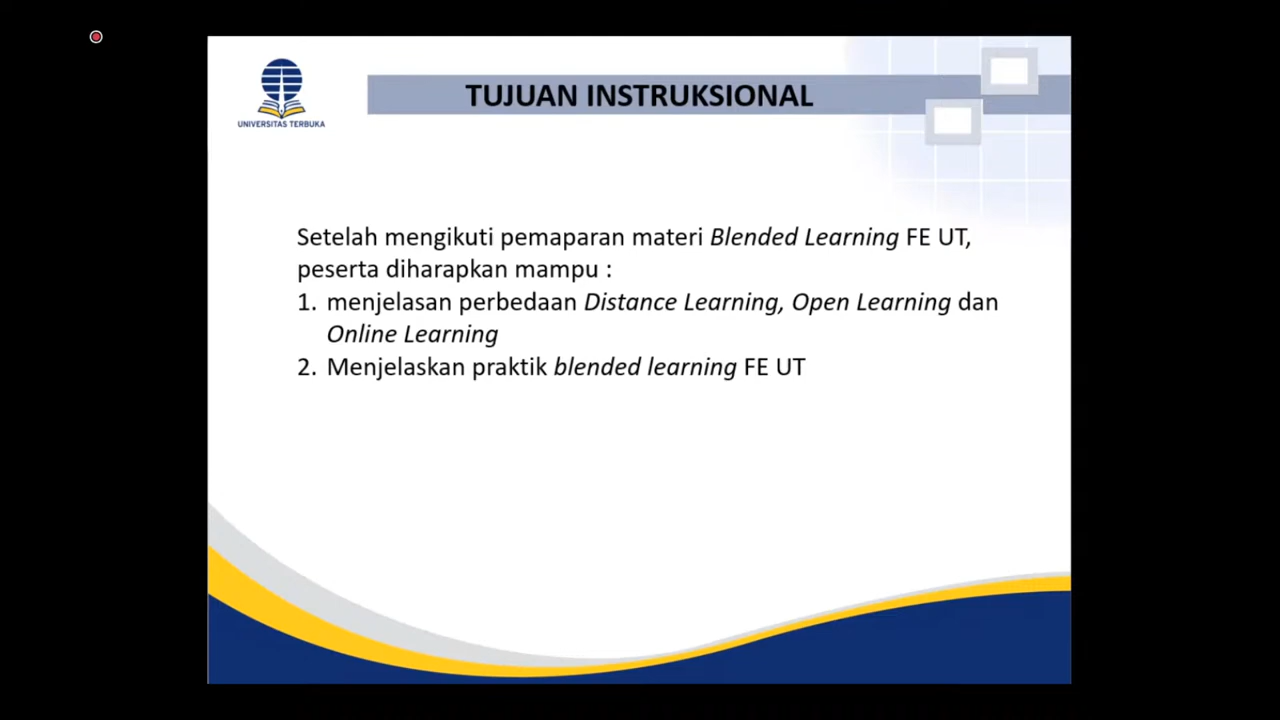 UNIVERSITAS TERBUKA
TUJUAN INSTRUKSIONAL
Setelah mengikuti pemaparan materi Blended Learning FE UT,
peserta diharapkan mampu :
1. menjelasan perbedaan Distance Learning, Open Learning dan
Online Learning
2. Menjelaskan praktik blended learning FE UT